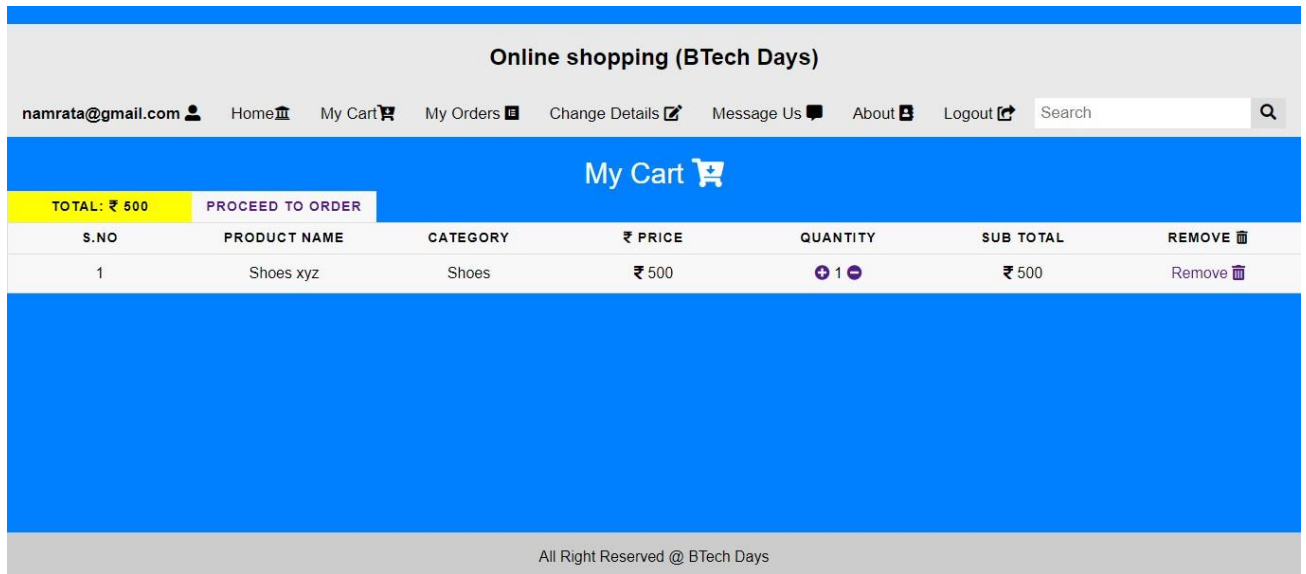 Online shopping (BTech Days)
namrata@gmail.com Home My Cart My Orders Change Details Message Us About Logout Search
My Cart
TOTAL: ₹ 500 PROCEED TO ORDER
S.NO PRODUCT NAME CATEGORY ₹ PRICE QUANTITY SUB TOTAL REMOVE
1 Shoes xyz Shoes ₹ 500 1 ₹ 500 Remove
All Right Reserved @ BTech Days